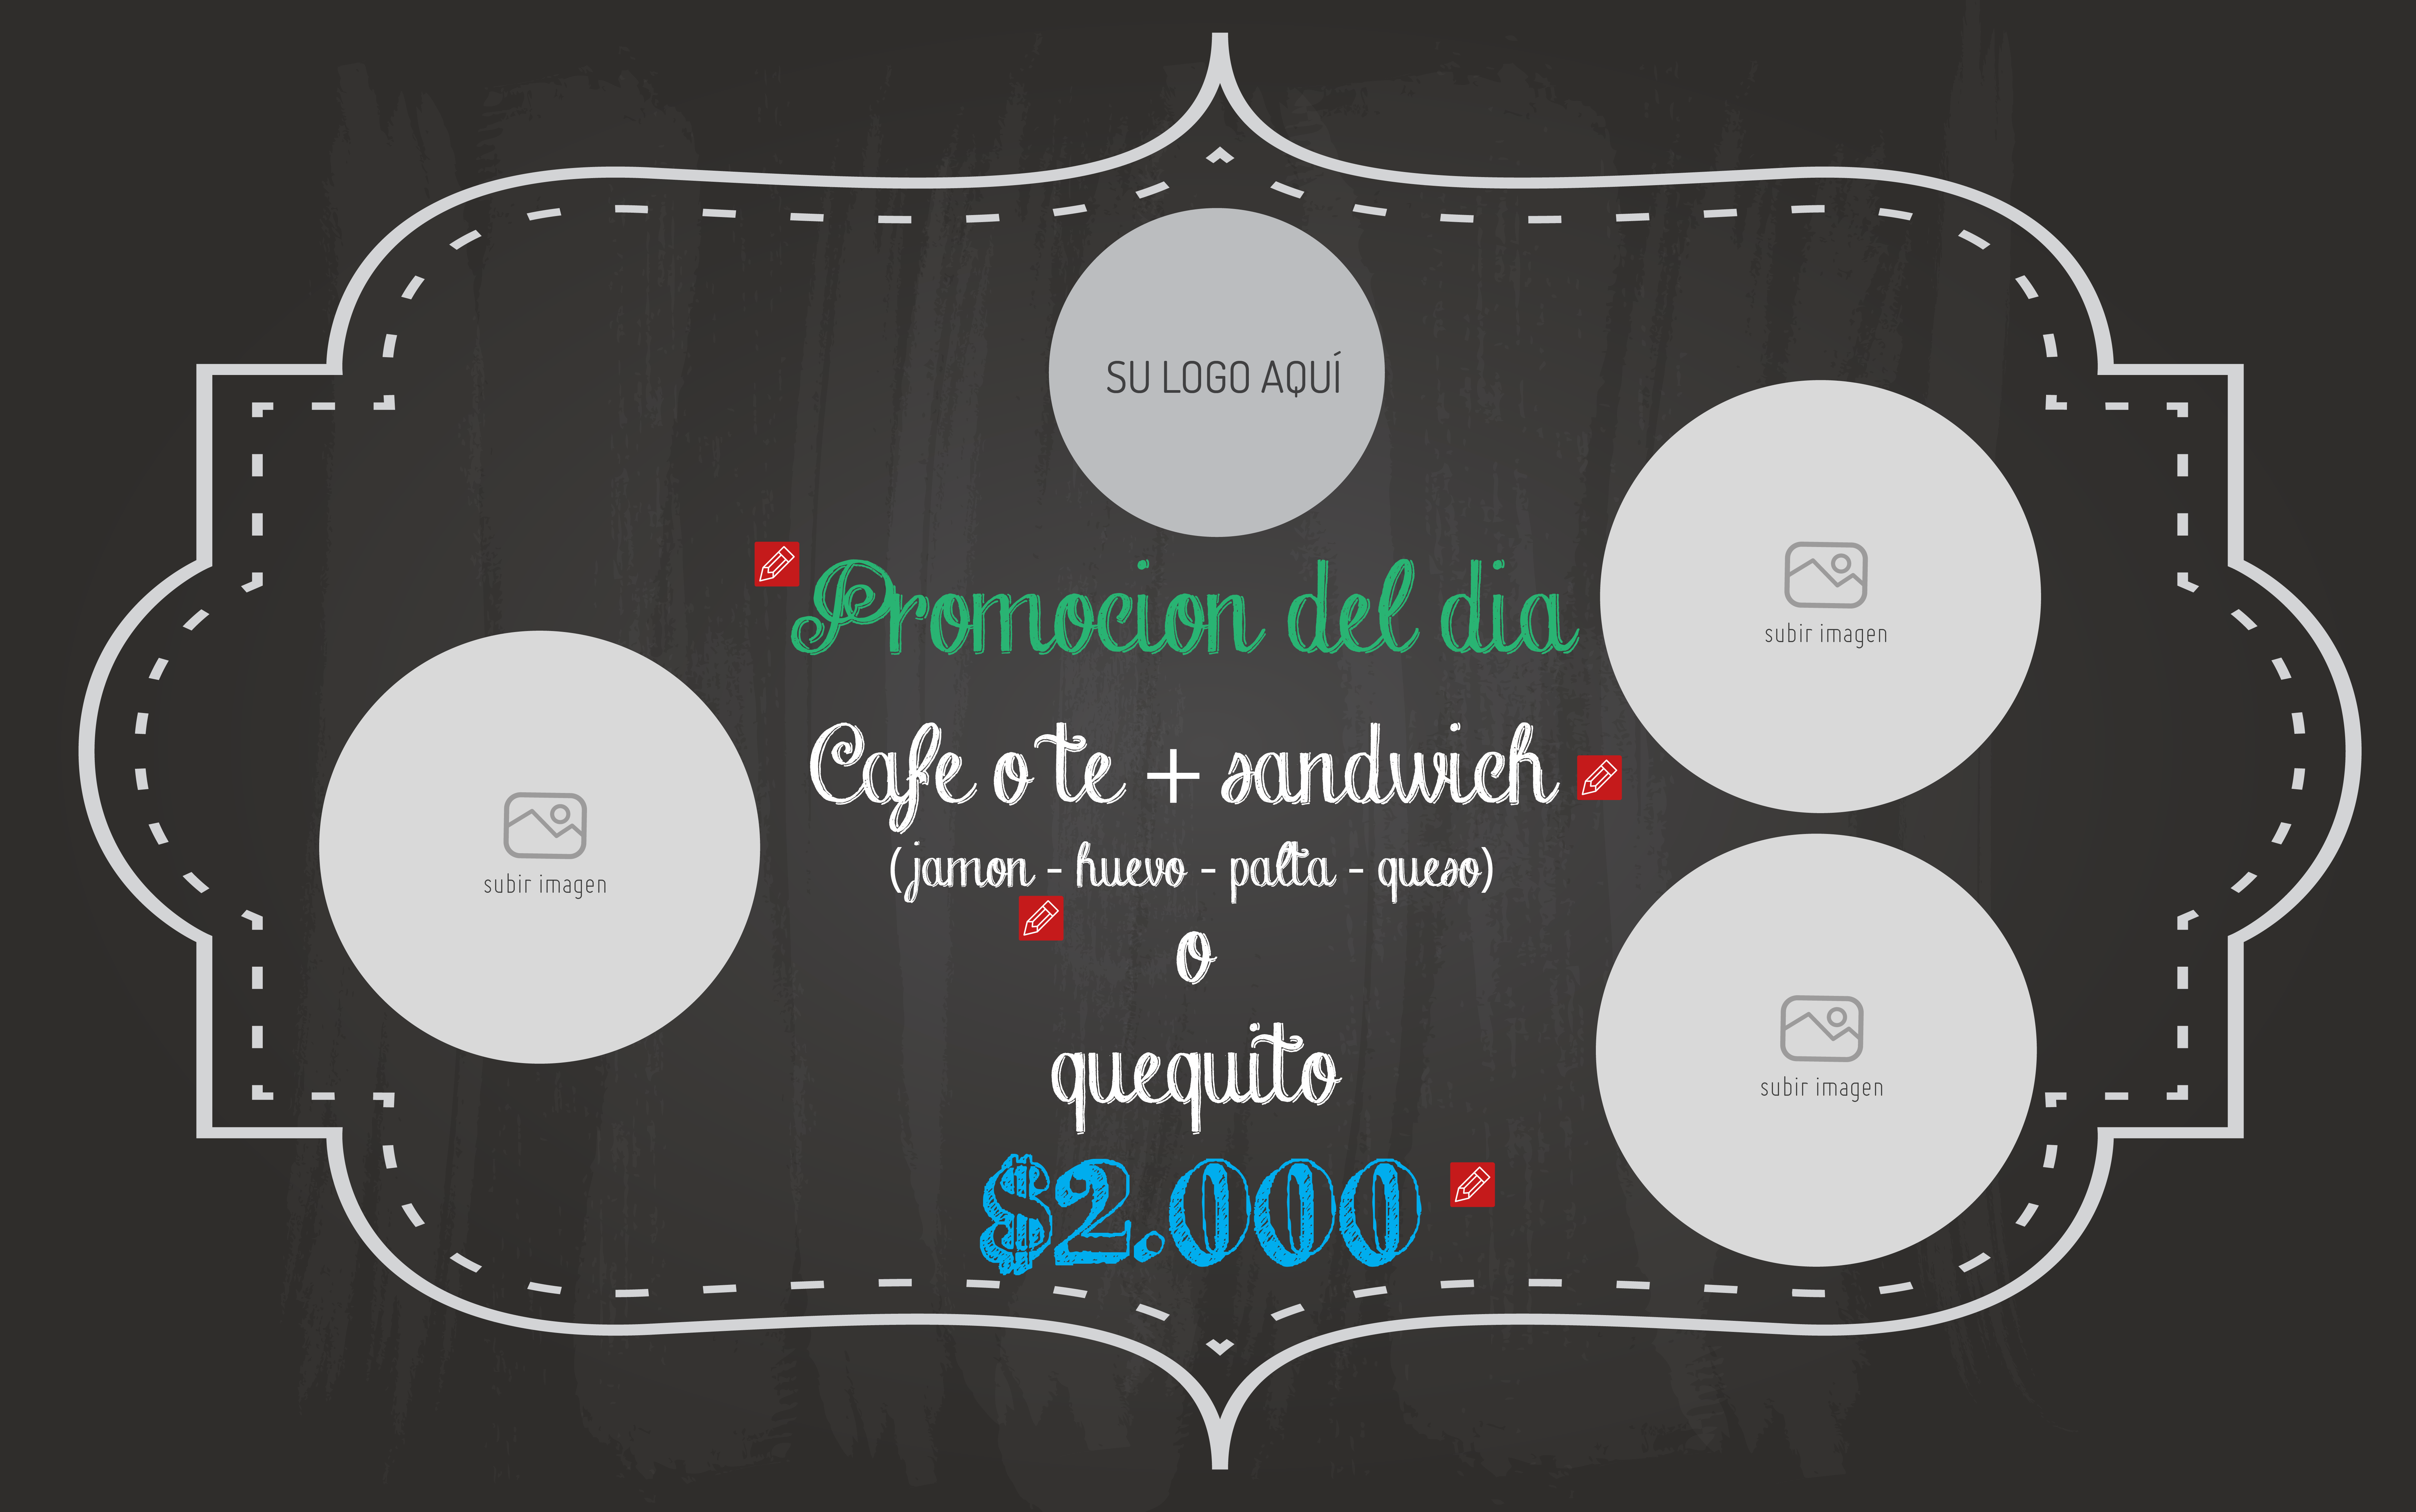 SU LOGO AQUÍ
Promocion del dia
subir imagen
Cafe o te + sandwich
(jamon - huevo - palta - queso)
subir imagen
o
quequito
subir imagen
$2.000